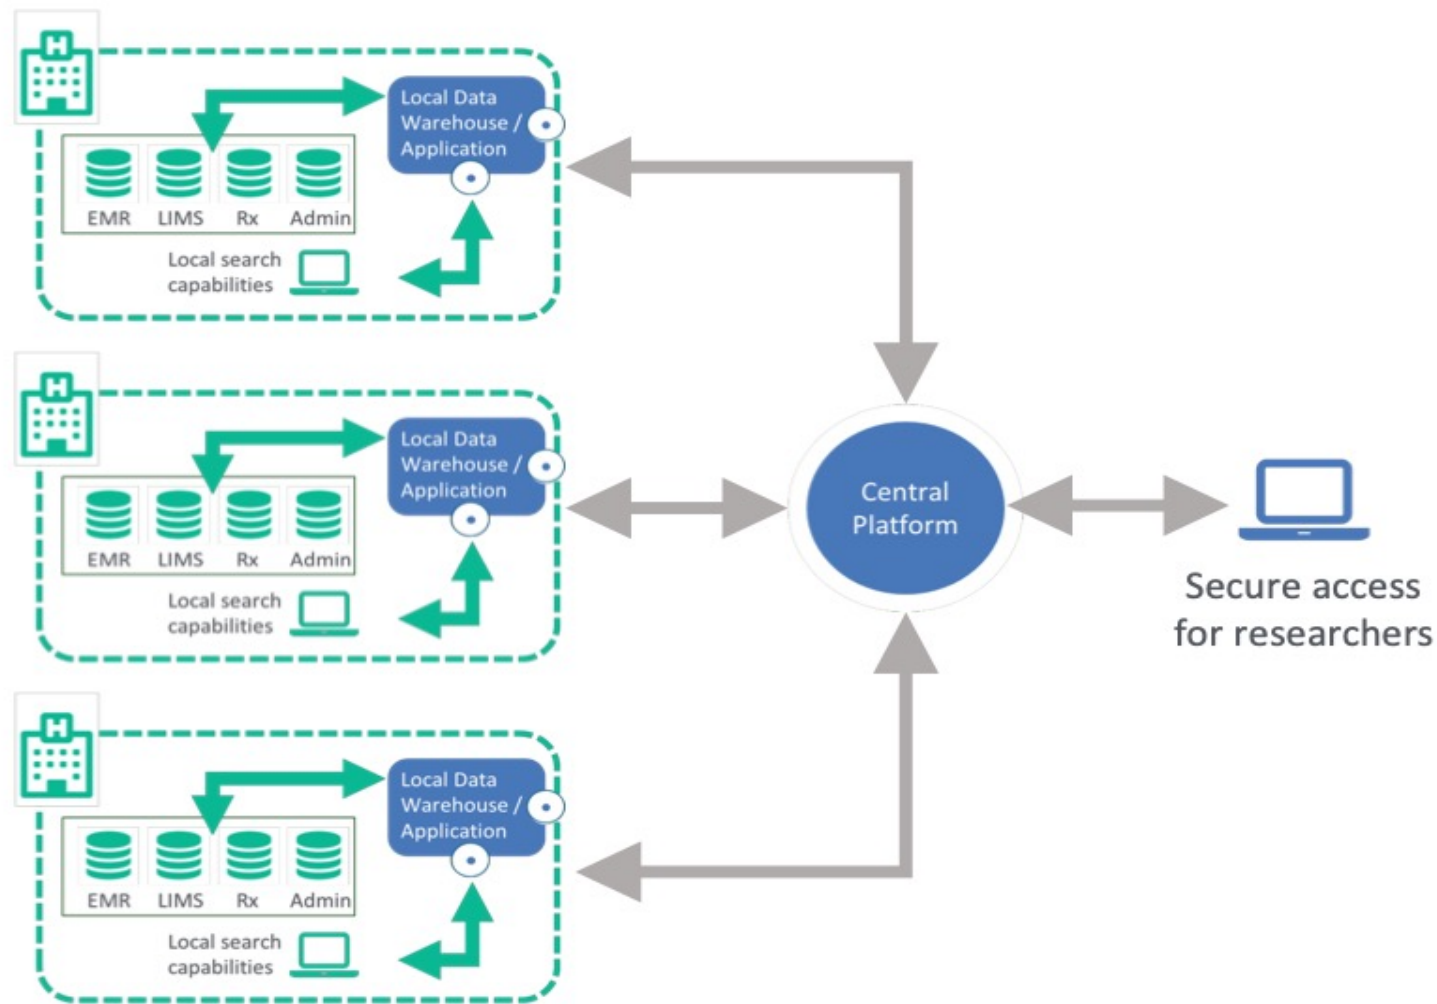 Local Data
Warehouse /
Application
EMR LIMS Rx Admin
Local search
capabilities
Local Data
Warehouse /
Application
EMR LIMS Rx Admin
Local search
capabilities
Local Data
Warehouse /
Application
EMR LIMS Rx Admin
Local search
capabilities
Central
Platform
Secure access
for researchers